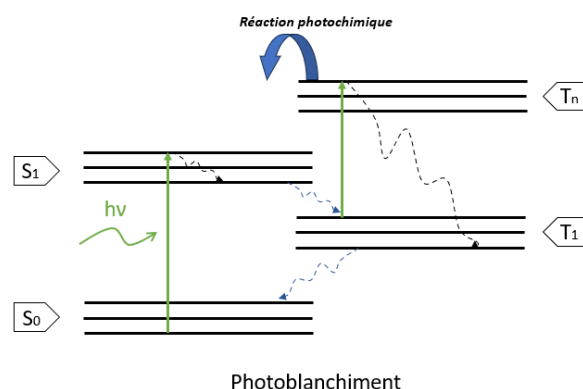 Réaction photochimique
Tn
S1
hν
T1
S0
Photoblanchiment